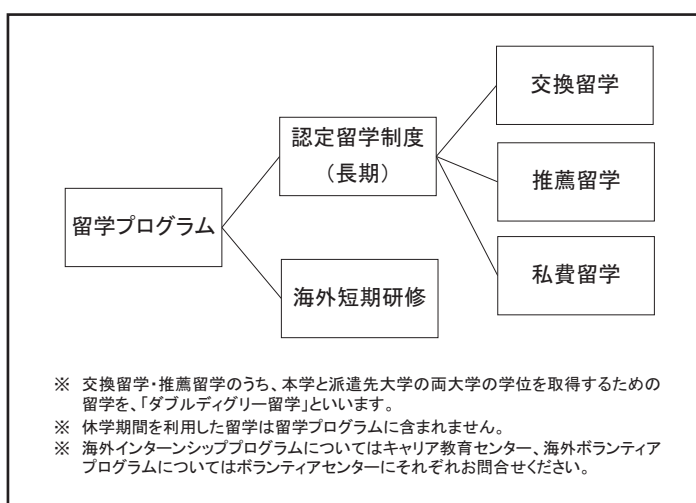 交換留学
認定留学制度
(長期)
推薦留学
留学プログラム
私費留学
海外短期研修
※ 交換留学・推薦留学のうち、本学と派遣先大学の両大学の学位を取得するための
留学を、「ダブルディグリー留学」といいます。
※ 休学期間を利用した留学は留学プログラムに含まれません。
※ 海外インターンシッププログラムについてはキャリア教育センター、海外ボランティア
プログラムについてはボランティアセンターにそれぞれお問合せください。